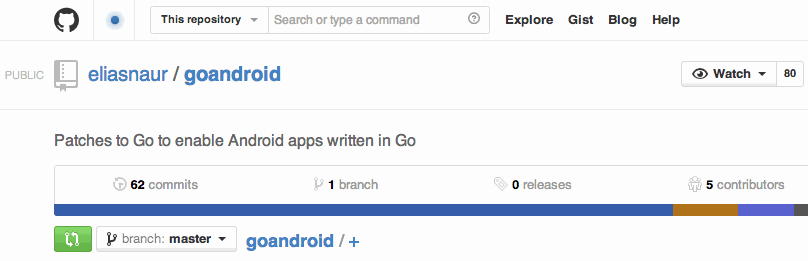 This repository Search or type a command Explore Gist Blog Help
PUBLIC eliasnaur / goandroid Watch 80
Patches to Go to enable Android apps written in Go
62 commits 1 branch 0 releases 5 contributors
branch: master goandroid / +